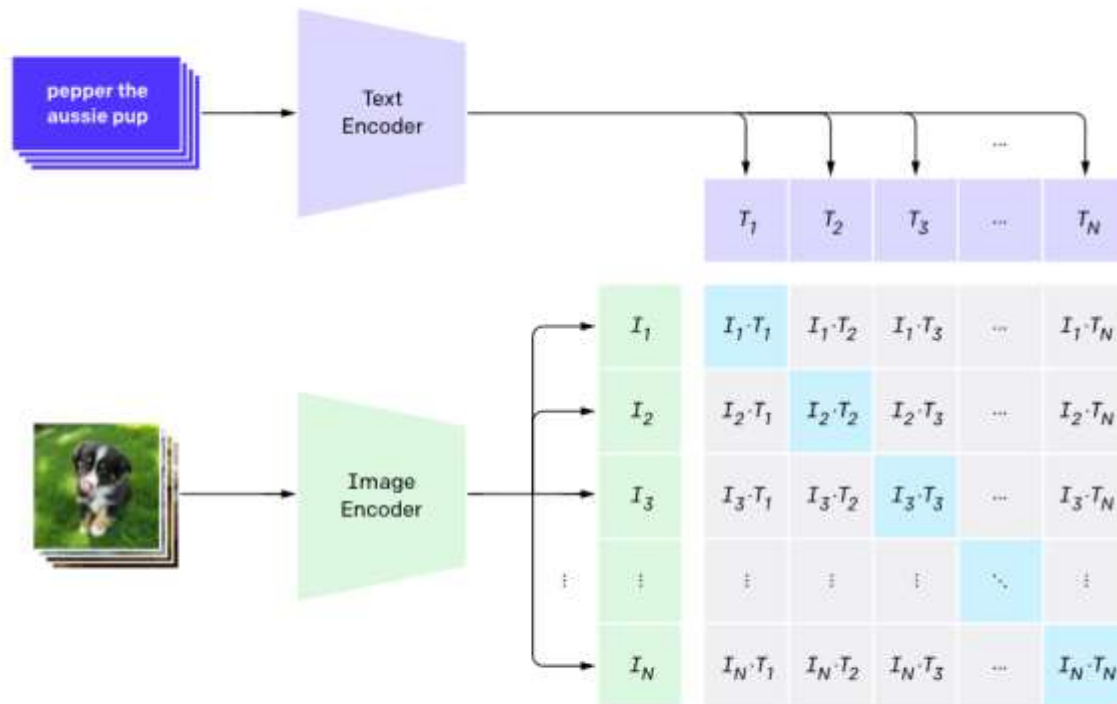 pepper the
aussie pup
Text
Encoder
...
T1 T2 T3 ... TN
Image
Encoder
I1 I1·T1 I1·T2 I1·T3 ... I1·TN
I2 I2·T1 I2·T2 I2·T3 ... I2·TN
I3 I3·T1 I3·T2 I3·T3 ... I3·TN
⋮ ⋮ ⋮ ⋮ ⋮ ⋱ ⋮
IN IN·T1 IN·T2 IN·T3 ... IN·TN